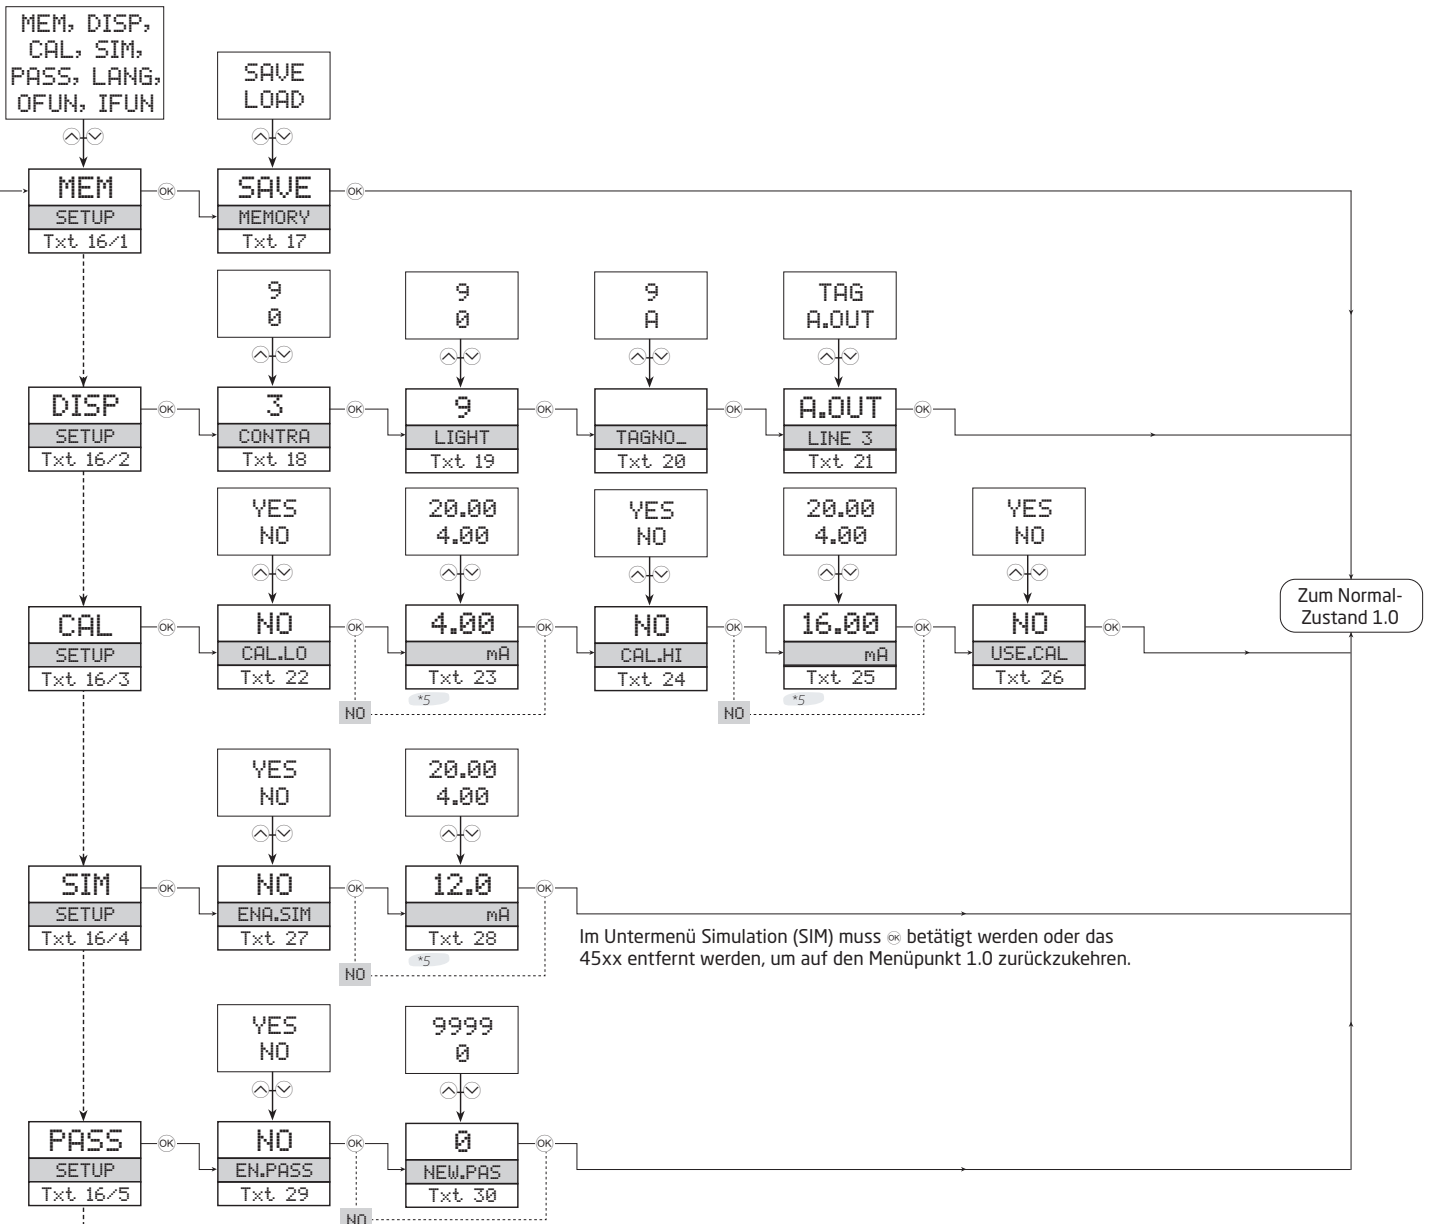 MEM, DISP,
CAL, SIM,
PASS, LANG,
OFUN, IFUN
SAVE
LOAD
MEM
SETUP
Txt 16/1
OK
SAVE
MEMORY
Txt 17
OK
9
0
9
0
9
A
TAG
A.OUT
DISP
SETUP
Txt 16/2
OK
3
CONTRA
Txt 18
OK
9
LIGHT
Txt 19
OK
TAGNO_
Txt 20
OK
A.OUT
LINE 3
Txt 21
OK
YES
NO
20.00
4.00
YES
NO
20.00
4.00
YES
NO
CAL
SETUP
Txt 16/3
OK
NO
CAL.LO
Txt 22
OK
NO
4.00
mA
Txt 23
*5
OK
NO
CAL.HI
Txt 24
OK
NO
16.00
mA
Txt 25
*5
OK
NO
USE.CAL
Txt 26
OK
Zum Normal-
Zustand 1.0
YES
NO
20.00
4.00
SIM
SETUP
Txt 16/4
OK
NO
ENA.SIM
Txt 27
OK
NO
12.0
mA
Txt 28
*5
OK
Im Untermenü Simulation (SIM) muss OK betätigt werden oder das
45xx entfernt werden, um auf den Menüpunkt 1.0 zurückzukehren.
YES
NO
9999
0
PASS
SETUP
Txt 16/5
OK
NO
EN.PASS
Txt 29
OK
NO
0
NEW.PAS
Txt 30
OK